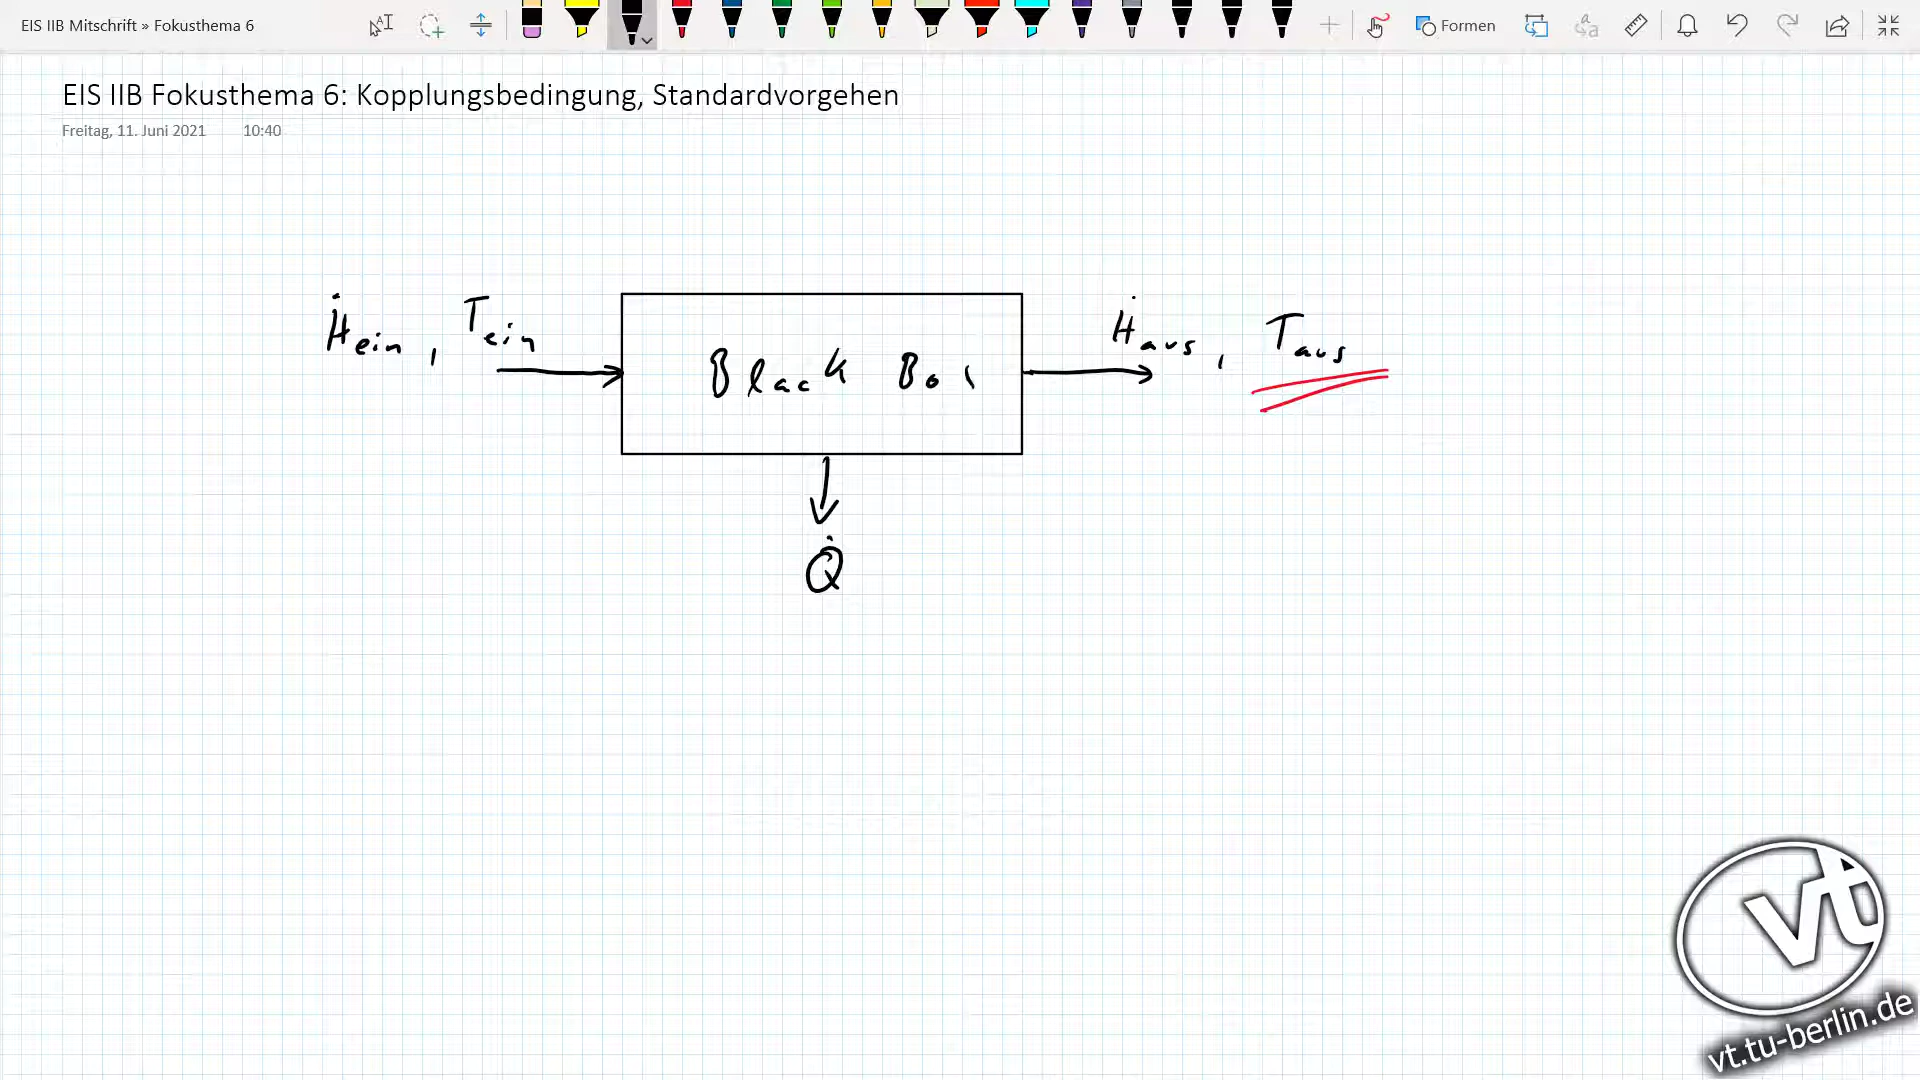 EIS IIB Mitschrift » Fokusthema 6
Formen
EIS IIB Fokusthema 6: Kopplungsbedingung, Standardvorgehen
Freitag, 11. Juni 2021 10:40
Ḣein , Tein
Black
Ḣaus , Taus
Q̇
vt
vt.tu-berlin.de